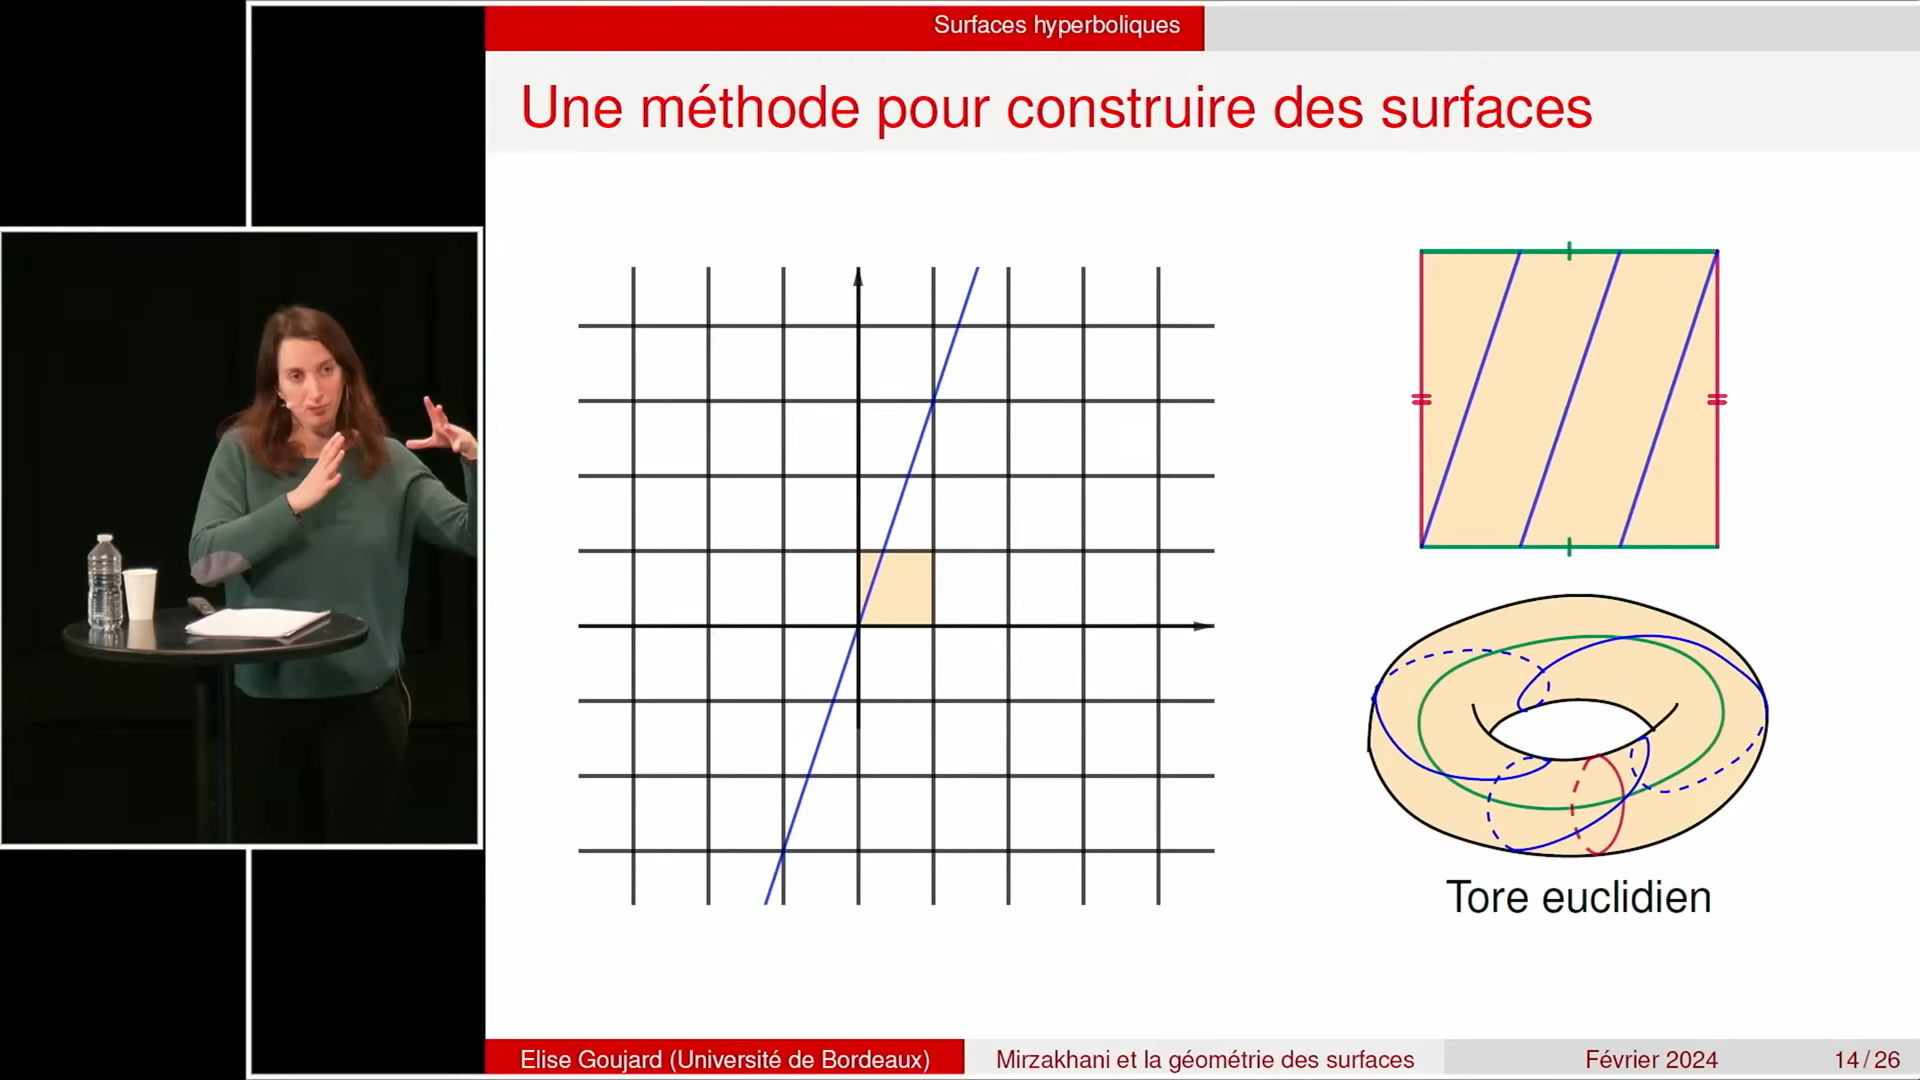 Surfaces hyperboliques
Une méthode pour construire des surfaces
Tore euclidien
Elise Goujard (Université de Bordeaux)
Mirzakhani et la géométrie des surfaces
Février 2024
14 / 26